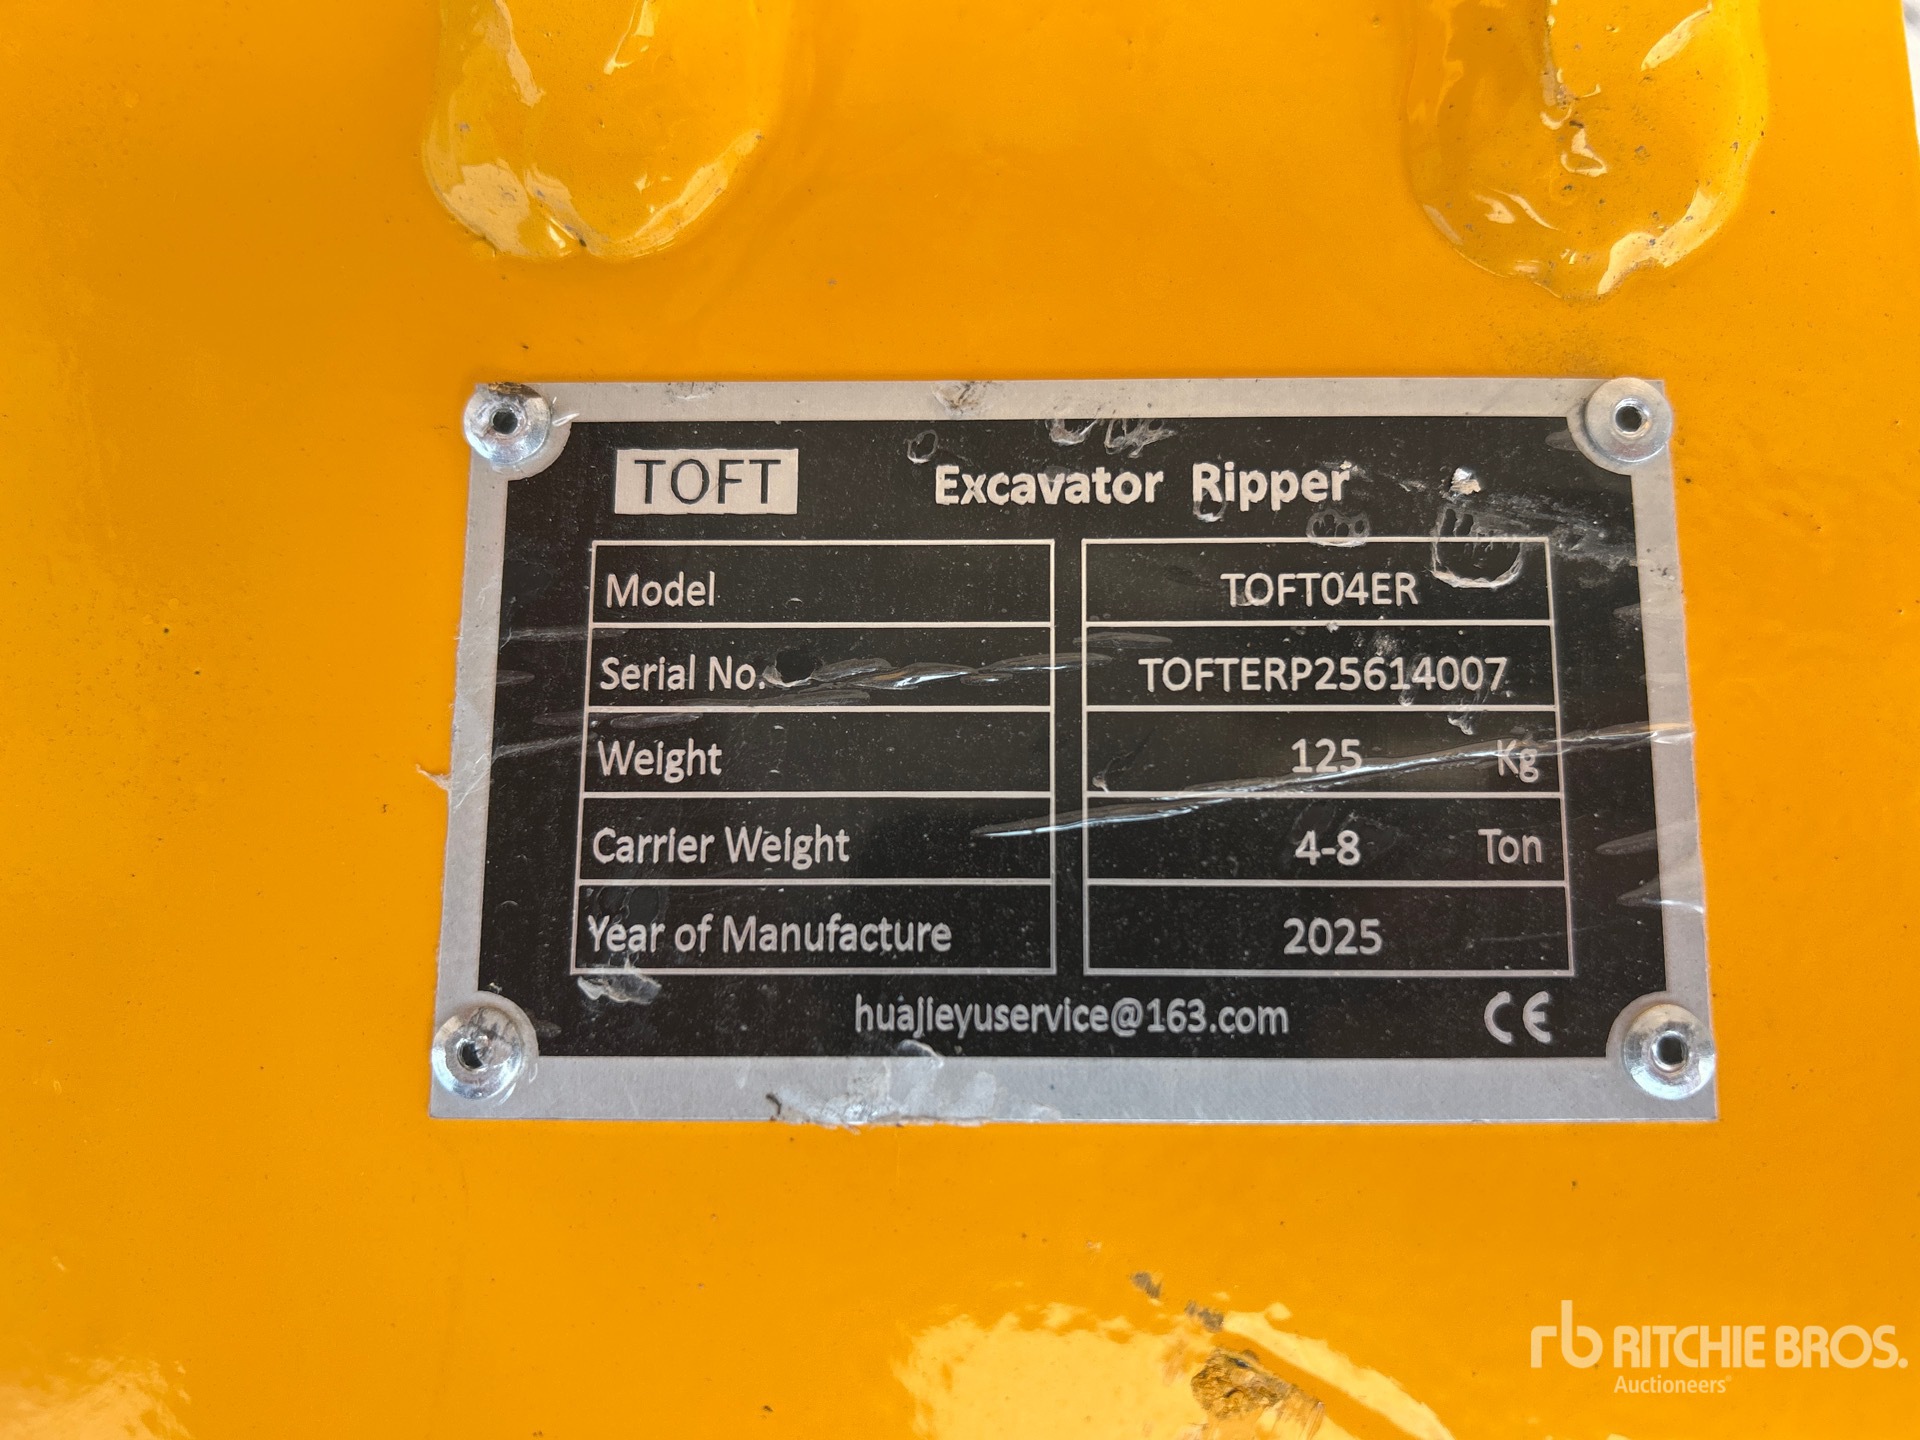 TOFT Excavator Ripper
Model TOFT04ER
Serial No. TOFTERP25614007
Weight 125 Kg
Carrier Weight 4-8 Ton
Year of Manufacture 2025
huajieyuservice@163.com CE
rb RITCHIE BROS.
Auctioneers